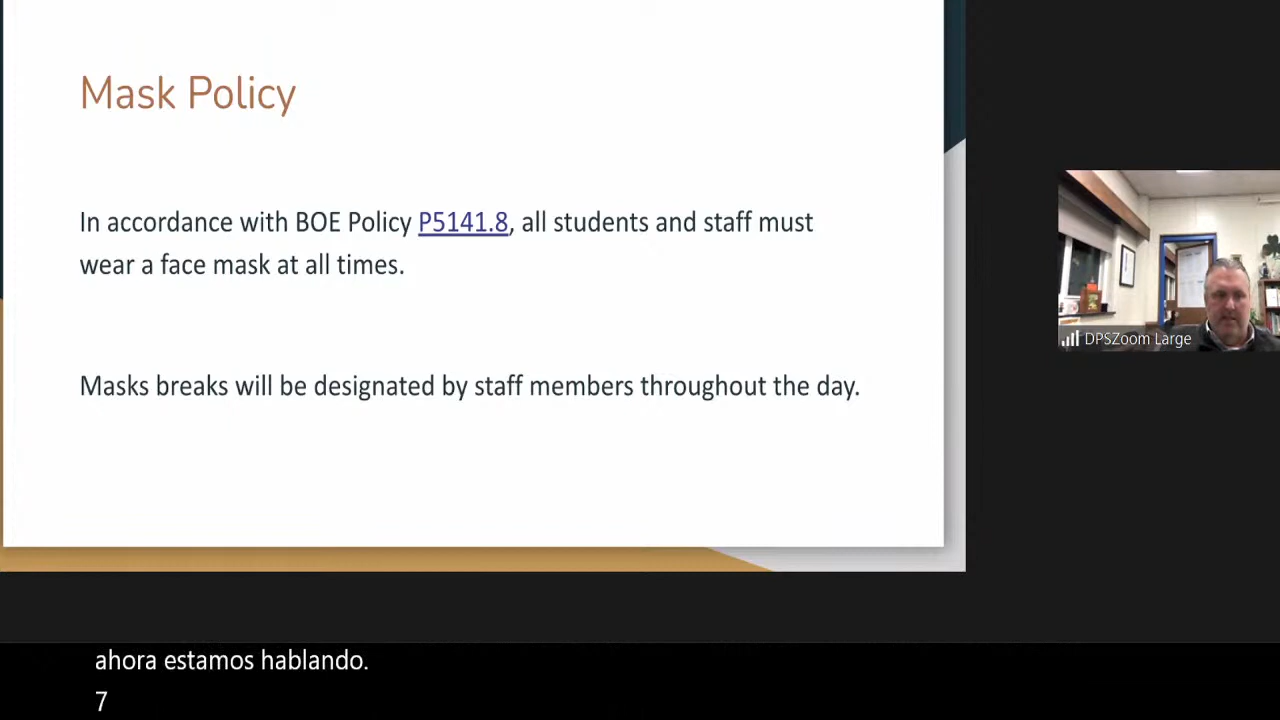 Mask Policy
In accordance with BOE Policy P5141.8, all students and staff must
wear a face mask at all times.
Masks breaks will be designated by staff members throughout the day.
DPSZoom Large
ahora estamos hablando.
7